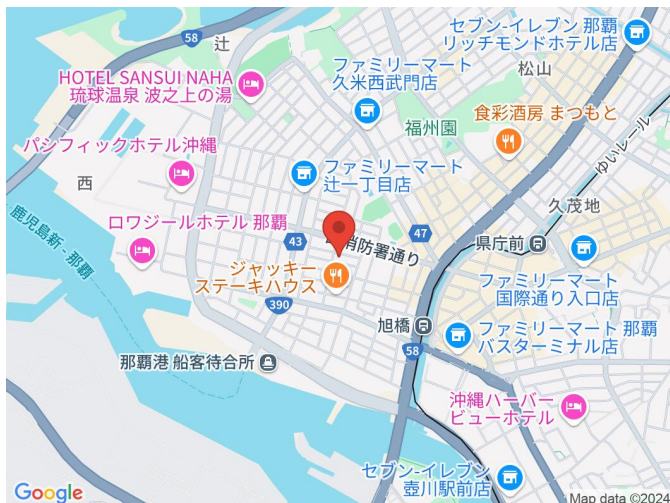 58
辻
セブン-イレブン 那覇
リッチモンドホテル店
松山
HOTEL SANSUI NAHA
琉球温泉 波之上の湯
ファミリーマート
久米西武門店
福州園
食彩酒房 まつもと
ゆいレール
パシフィックホテル沖縄
西
ファミリーマート
辻一丁目店
久茂地
鹿児島新 - 那覇
ロワジールホテル 那覇
43
消防署通り
47
県庁前
ジャッキー
ステーキハウス
ファミリーマート
国際通り入口店
390
旭橋
58
ファミリーマート 那覇
バスターミナル店
那覇港 船客待合所
沖縄ハーバー
ビューホテル
セブン-イレブン
壺川駅前店
Google
Map data ©2024